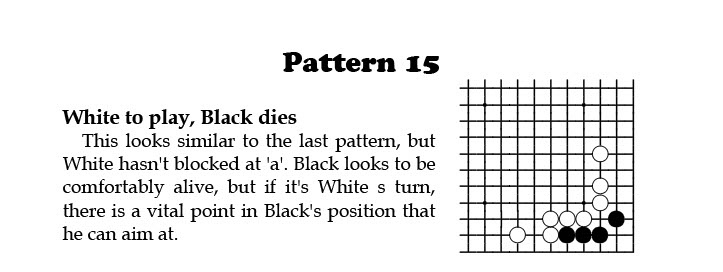 Pattern 15
White to play, Black dies
This looks similar to the last pattern, but
White hasn't blocked at 'a'. Black looks to be
comfortably alive, but if it's White s turn,
there is a vital point in Black's position that
he can aim at.